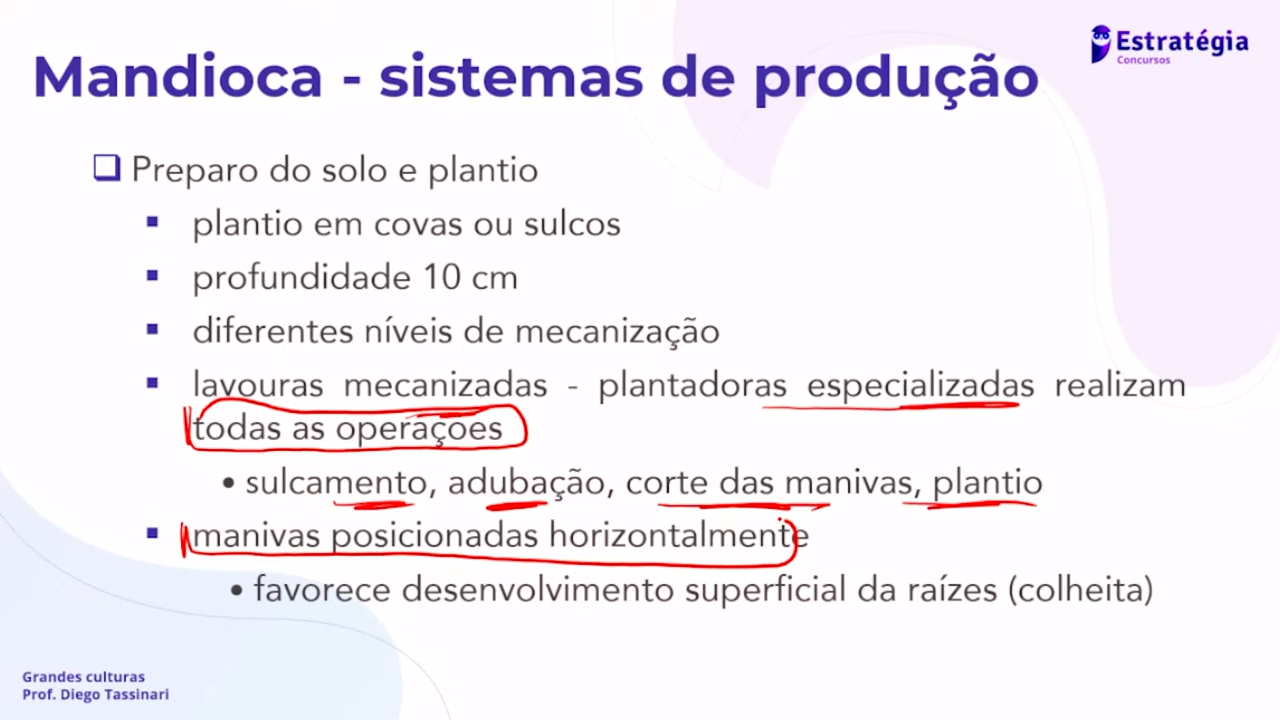 Estratégia
Concursos
Mandioca - sistemas de produção
❑ Preparo do solo e plantio
▪ plantio em covas ou sulcos
▪ profundidade 10 cm
▪ diferentes níveis de mecanização
▪ lavouras mecanizadas - plantadoras especializadas realizam
todas as operações
• sulcamento, adubação, corte das manivas, plantio
▪ manivas posicionadas horizontalmente
• favorece desenvolvimento superficial da raízes (colheita)
Grandes culturas
Prof. Diego Tassinari